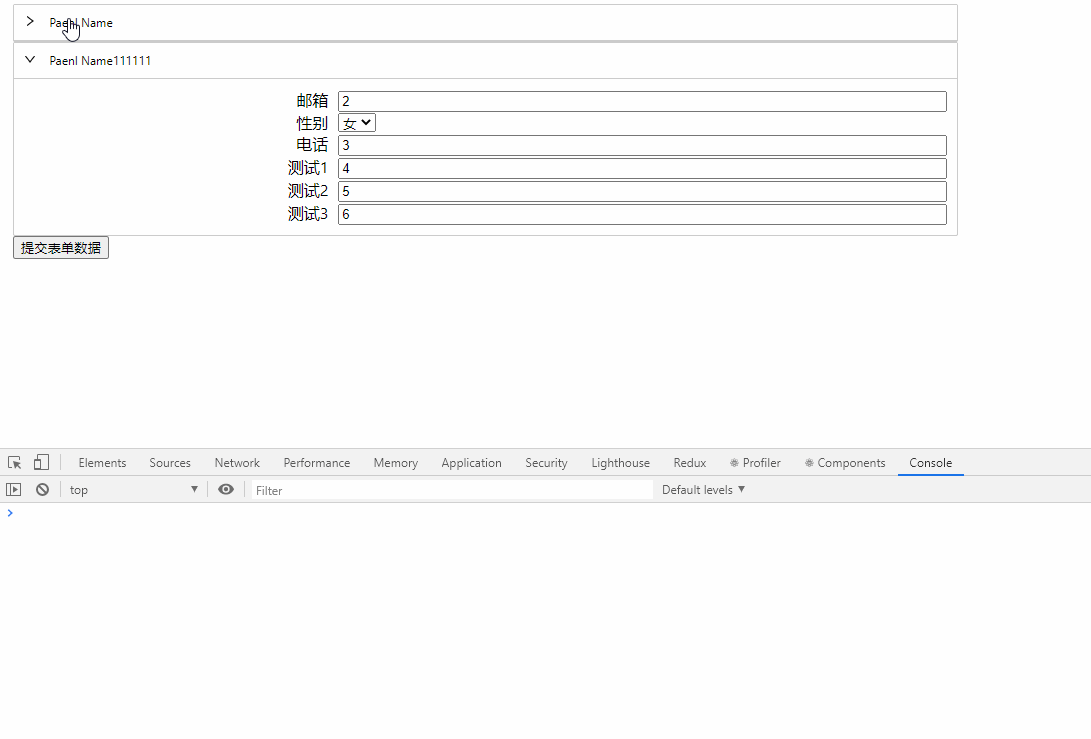 Paenl Name
Paenl Name111111
邮箱 2
性别 女
电话 3
测试1 4
测试2 5
测试3 6
提交表单数据
Elements Sources Network Performance Memory Application Security Lighthouse Redux Profiler Components Console
top Filter Default levels